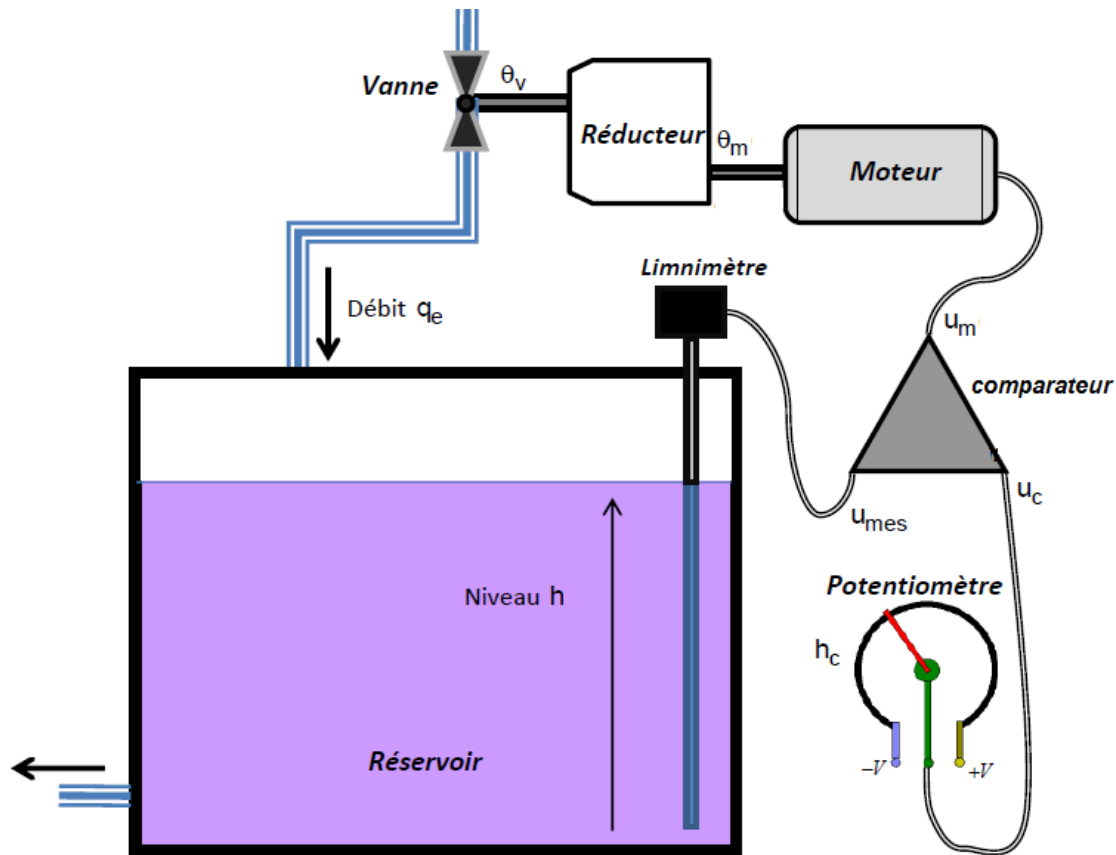 Vanne
θv
Réducteur
θm
Moteur
Limnimètre
Débit qe
um
comparateur
umes
uc
Niveau h
Potentiomètre
hc
Réservoir
–V
+V